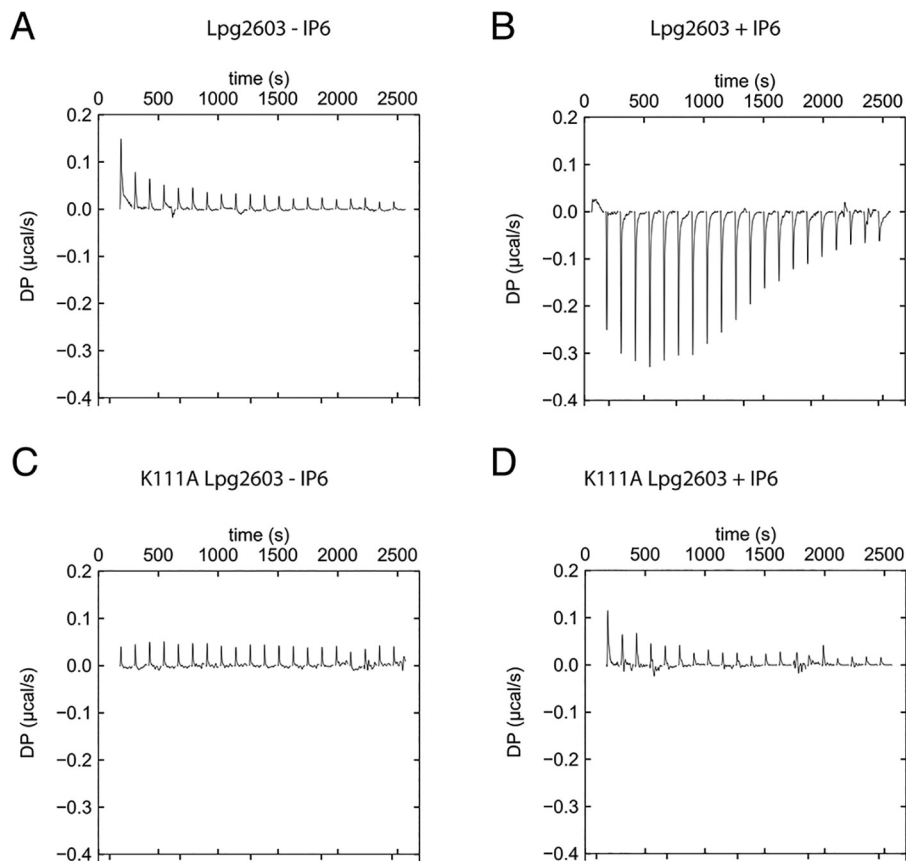 A
Lpg2603 - IP6
time (s)
0 500 1000 1500 2000 2500
0.2
0.1
0.0
−0.1
−0.2
−0.3
−0.4
DP (μcal/s)
B
Lpg2603 + IP6
time (s)
0 500 1000 1500 2000 2500
0.2
0.1
0.0
−0.1
−0.2
−0.3
−0.4
DP (μcal/s)
C
K111A Lpg2603 - IP6
time (s)
0 500 1000 1500 2000 2500
0.2
0.1
0.0
−0.1
−0.2
−0.3
−0.4
DP (μcal/s)
D
K111A Lpg2603 + IP6
time (s)
0 500 1000 1500 2000 2500
0.2
0.1
0.0
−0.1
−0.2
−0.3
−0.4
DP (μcal/s)